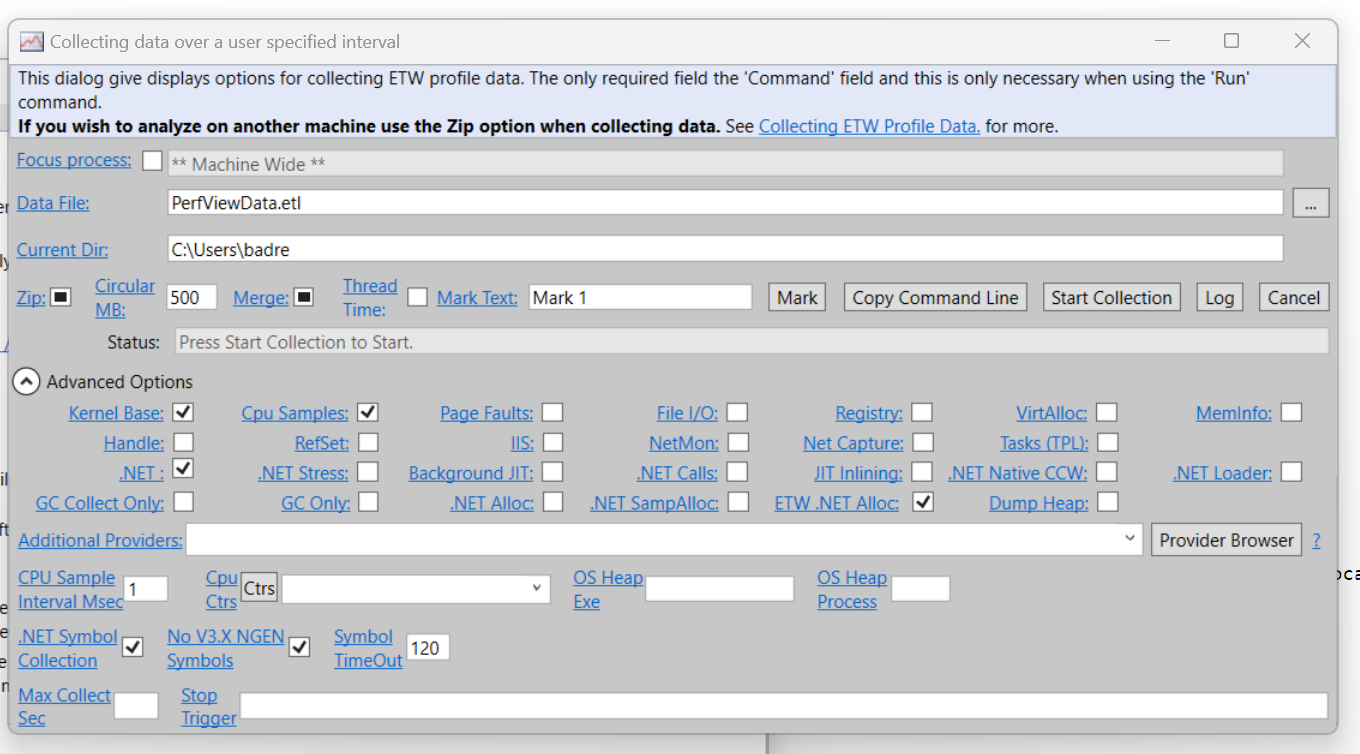 Collecting data over a user specified interval
This dialog give displays options for collecting ETW profile data. The only required field the 'Command' field and this is only necessary when using the 'Run'
command.
If you wish to analyze on another machine use the Zip option when collecting data. See Collecting ETW Profile Data. for more.
Focus process: ** Machine Wide **
Data File: PerfViewData.etl ...
Current Dir: C:\Users\badre
Zip: Circular MB: 500 Merge: Thread Time: Mark Text: Mark 1 Mark Copy Command Line Start Collection Log Cancel
Status: Press Start Collection to Start.
Advanced Options
Kernel Base: Cpu Samples: Page Faults: File I/O: Registry: VirtAlloc: MemInfo:
Handle: RefSet: IIS: NetMon: Net Capture: Tasks (TPL):
.NET : .NET Stress: Background JIT: .NET Calls: JIT Inlining: .NET Native CCW: .NET Loader:
GC Collect Only: GC Only: .NET Alloc: .NET SampAlloc: ETW .NET Alloc: Dump Heap:
Additional Providers: Provider Browser ?
CPU Sample Interval Msec 1 Cpu Ctrs Ctrs OS Heap Exe OS Heap Process
.NET Symbol Collection No V3.X NGEN Symbols Symbol TimeOut 120
Max Collect Sec Stop Trigger